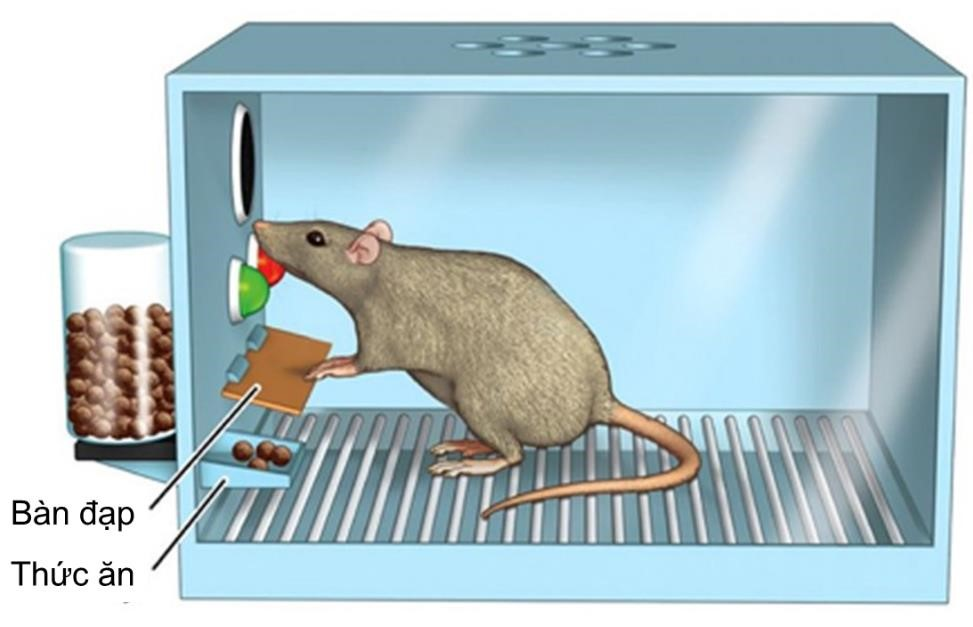 Bàn đạp
Thức ăn